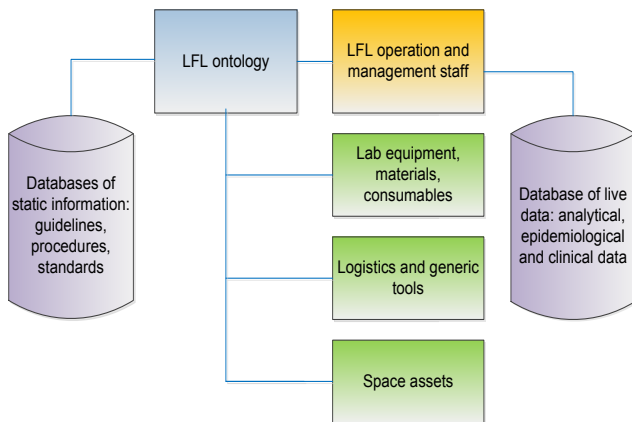 LFL ontology
LFL operation and
management staff
Databases of
static information:
guidelines,
procedures,
standards
Lab equipment,
materials,
consumables
Database of live
data: analytical,
epidemiological
and clinical data
Logistics and generic
tools
Space assets